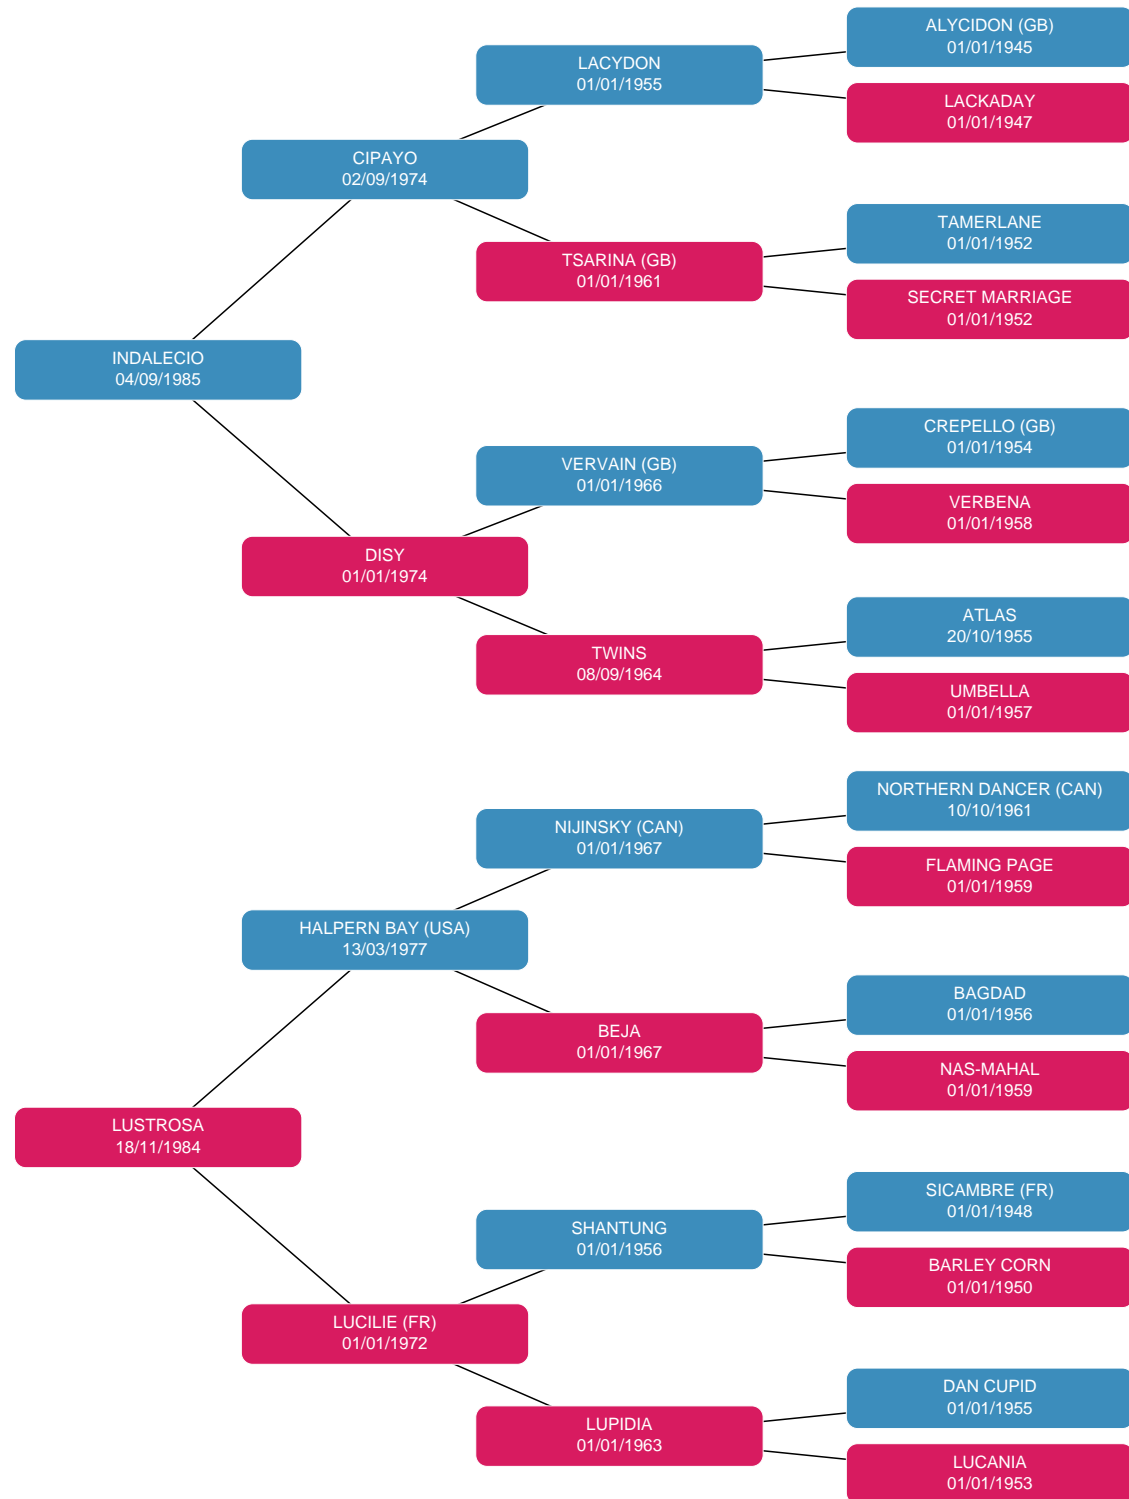 ALYCIDON (GB)
01/01/1945
LACYDON
01/01/1955
LACKADAY
01/01/1947
CIPAYO
02/09/1974
TAMERLANE
01/01/1952
TSARINA (GB)
01/01/1961
SECRET MARRIAGE
01/01/1952
INDALECIO
04/09/1985
CREPELLO (GB)
01/01/1954
VERVAIN (GB)
01/01/1966
VERBENA
01/01/1958
DISY
01/01/1974
ATLAS
20/10/1955
TWINS
08/09/1964
UMBELLA
01/01/1957
NORTHERN DANCER (CAN)
10/10/1961
NIJINSKY (CAN)
01/01/1967
FLAMING PAGE
01/01/1959
HALPERN BAY (USA)
13/03/1977
BAGDAD
01/01/1956
BEJA
01/01/1967
NAS-MAHAL
01/01/1959
LUSTROSA
18/11/1984
SICAMBRE (FR)
01/01/1948
SHANTUNG
01/01/1956
BARLEY CORN
01/01/1950
LUCILIE (FR)
01/01/1972
DAN CUPID
01/01/1955
LUPIDIA
01/01/1963
LUCANIA
01/01/1953